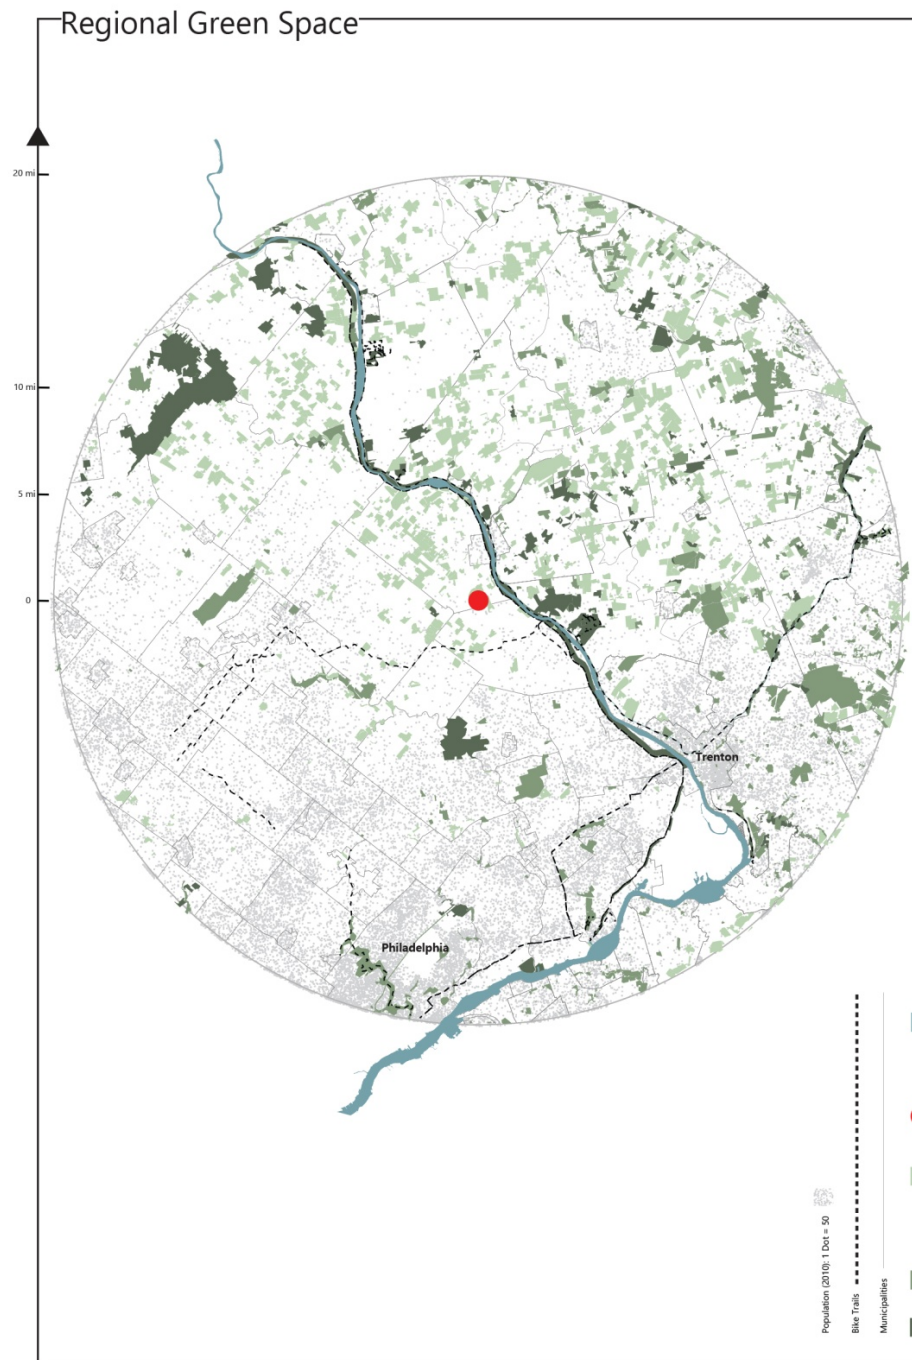 Regional Green Space
20 mi
10 mi
5 mi
0
Trenton
Philadelphia
Population (2010): 1 Dot = 50
Bike Trails
Municipalities